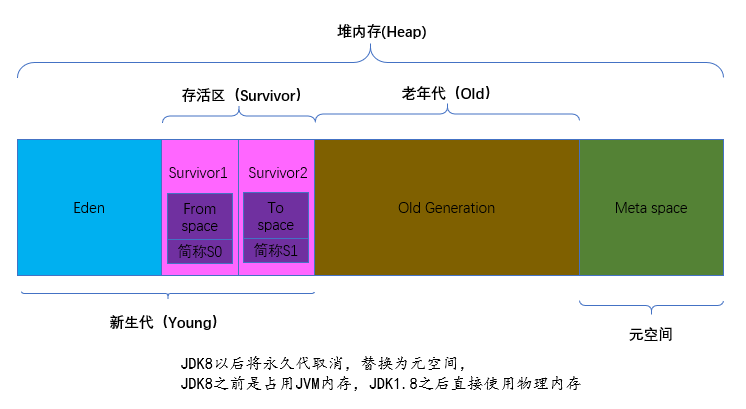 堆内存(Heap)
存活区（Survivor）
老年代（Old）
Eden
Survivor1
From
space
简称S0
Survivor2
To
space
简称S1
Old Generation
Meta space
新生代（Young）
元空间
JDK8以后将永久代取消，替换为元空间，
JDK8之前是占用JVM内存，JDK1.8之后直接使用物理内存